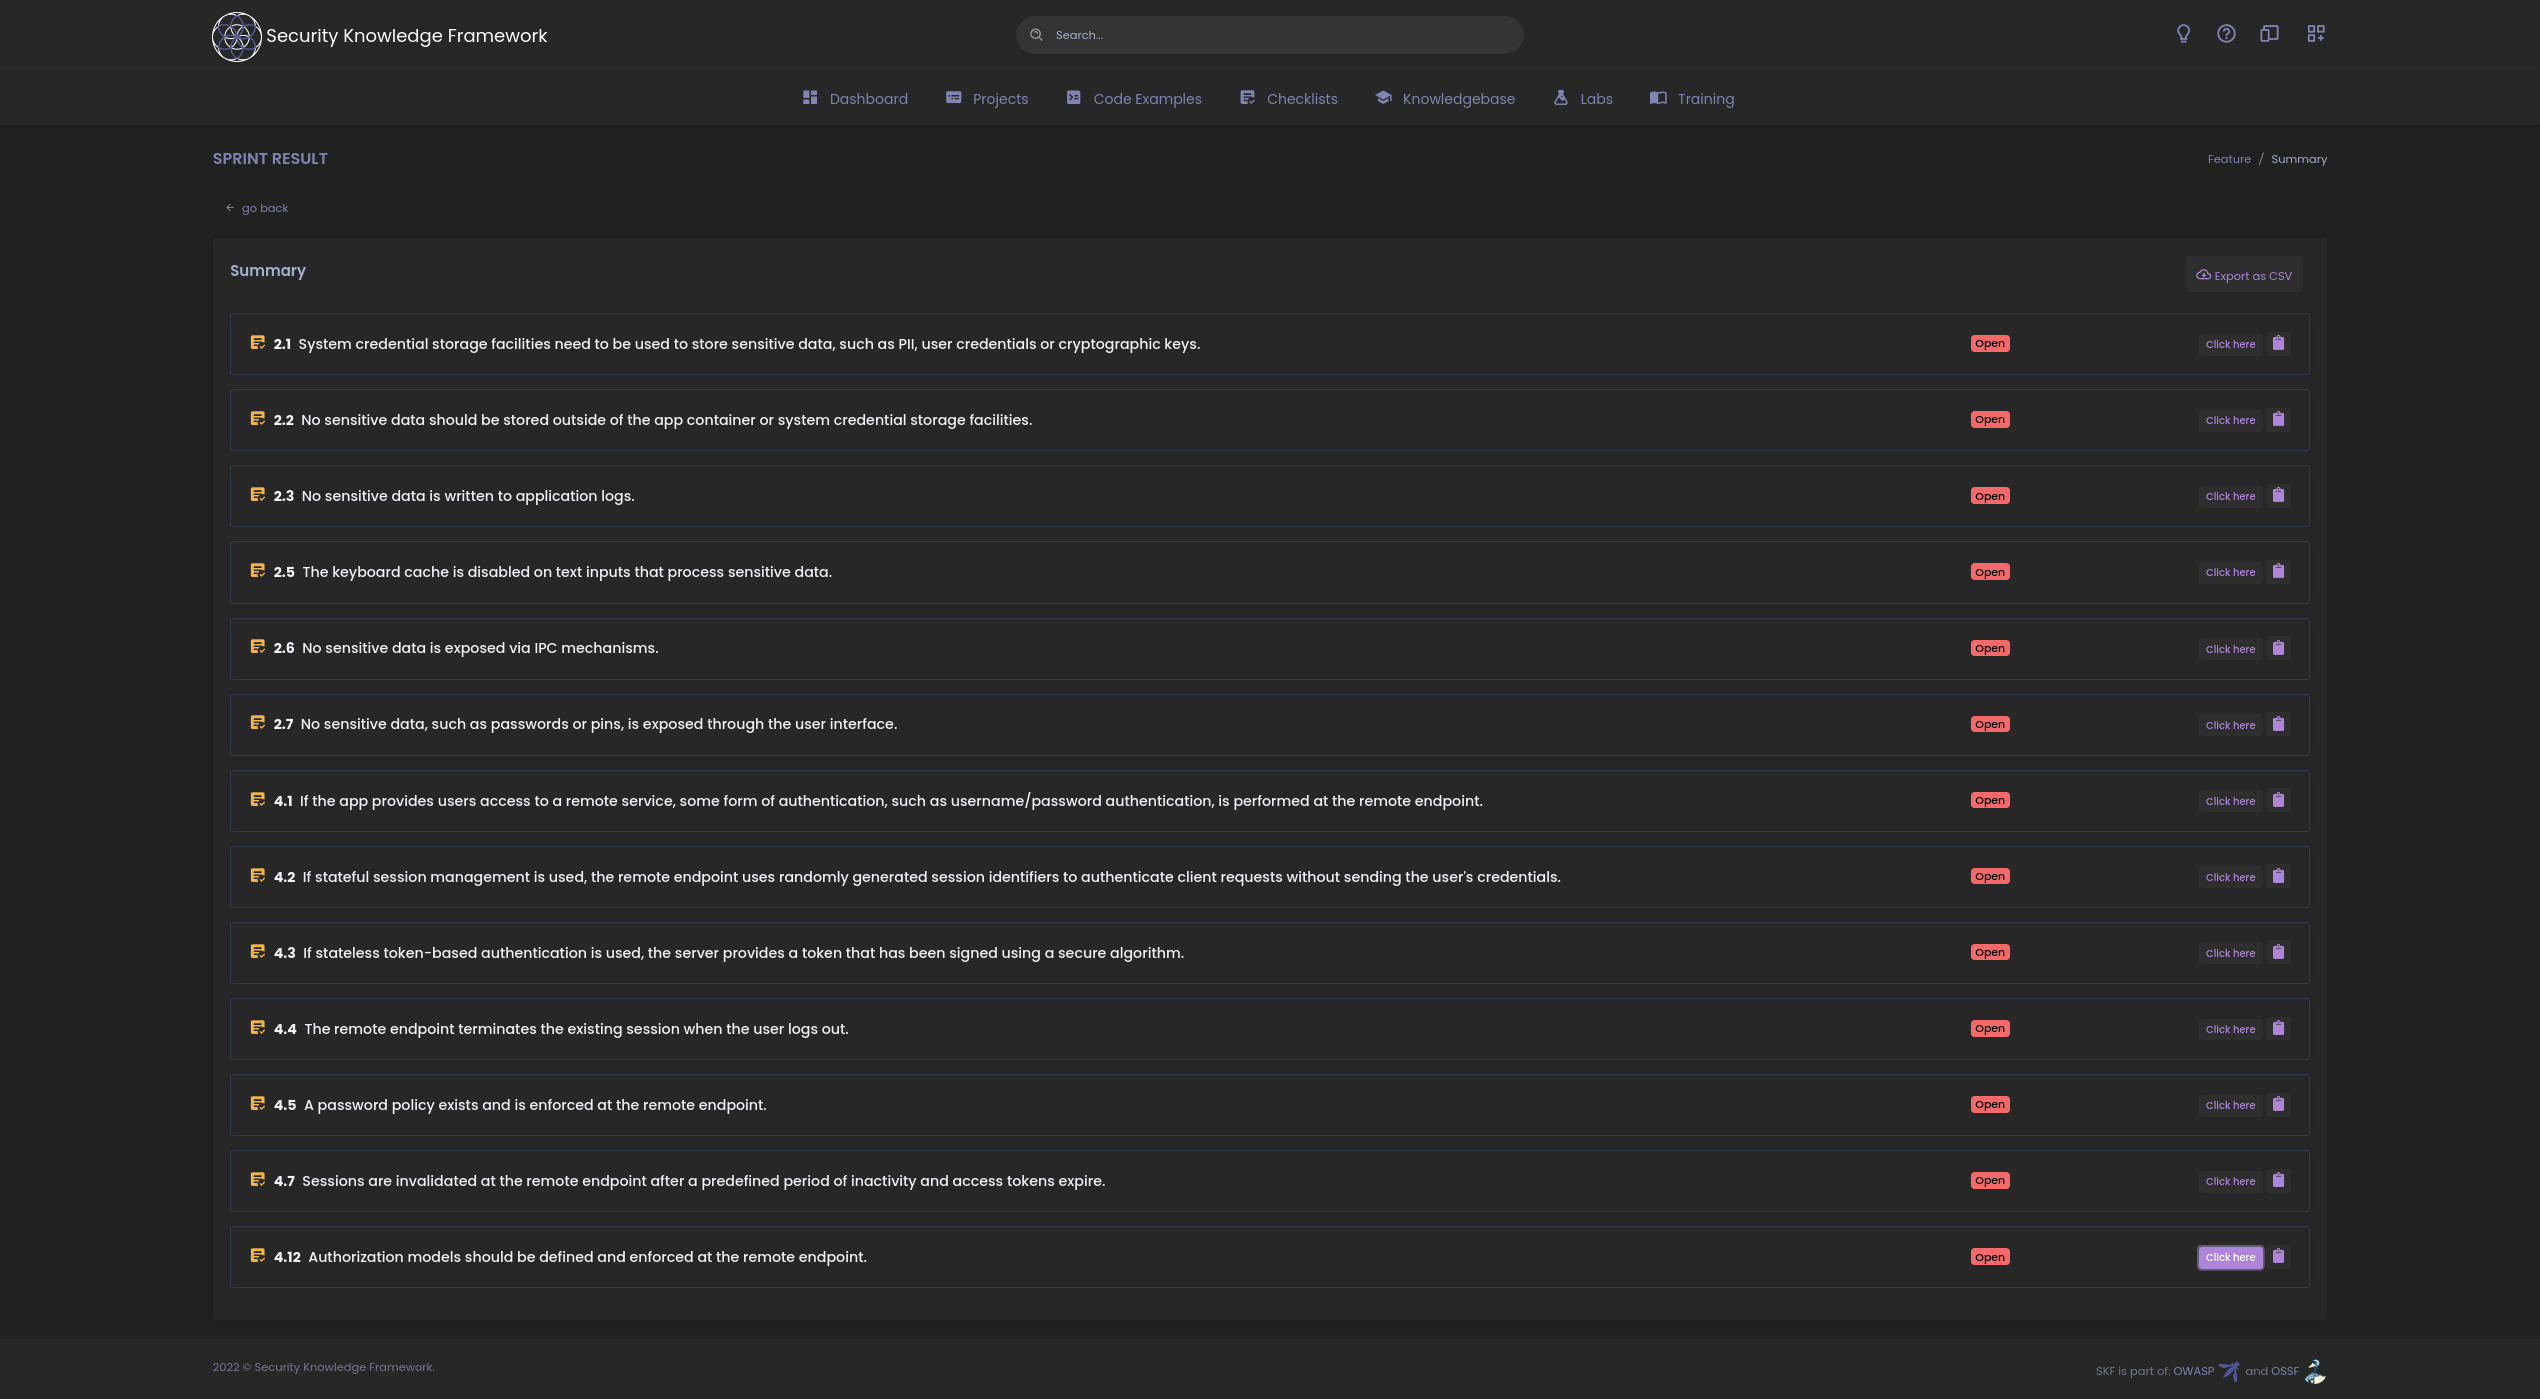 Security Knowledge Framework
Search...
Dashboard Projects Code Examples Checklists Knowledgebase Labs Training
SPRINT RESULT
Feature / Summary
go back
Summary
Export as CSV
2.1 System credential storage facilities need to be used to store sensitive data, such as PII, user credentials or cryptographic keys. Open Click here
2.2 No sensitive data should be stored outside of the app container or system credential storage facilities. Open Click here
2.3 No sensitive data is written to application logs. Open Click here
2.5 The keyboard cache is disabled on text inputs that process sensitive data. Open Click here
2.6 No sensitive data is exposed via IPC mechanisms. Open Click here
2.7 No sensitive data, such as passwords or pins, is exposed through the user interface. Open Click here
4.1 If the app provides users access to a remote service, some form of authentication, such as username/password authentication, is performed at the remote endpoint. Open Click here
4.2 If stateful session management is used, the remote endpoint uses randomly generated session identifiers to authenticate client requests without sending the user's credentials. Open Click here
4.3 If stateless token-based authentication is used, the server provides a token that has been signed using a secure algorithm. Open Click here
4.4 The remote endpoint terminates the existing session when the user logs out. Open Click here
4.5 A password policy exists and is enforced at the remote endpoint. Open Click here
4.7 Sessions are invalidated at the remote endpoint after a predefined period of inactivity and access tokens expire. Open Click here
4.12 Authorization models should be defined and enforced at the remote endpoint. Open Click here
2022 © Security Knowledge Framework.
SKF is part of: OWASP and OSSF